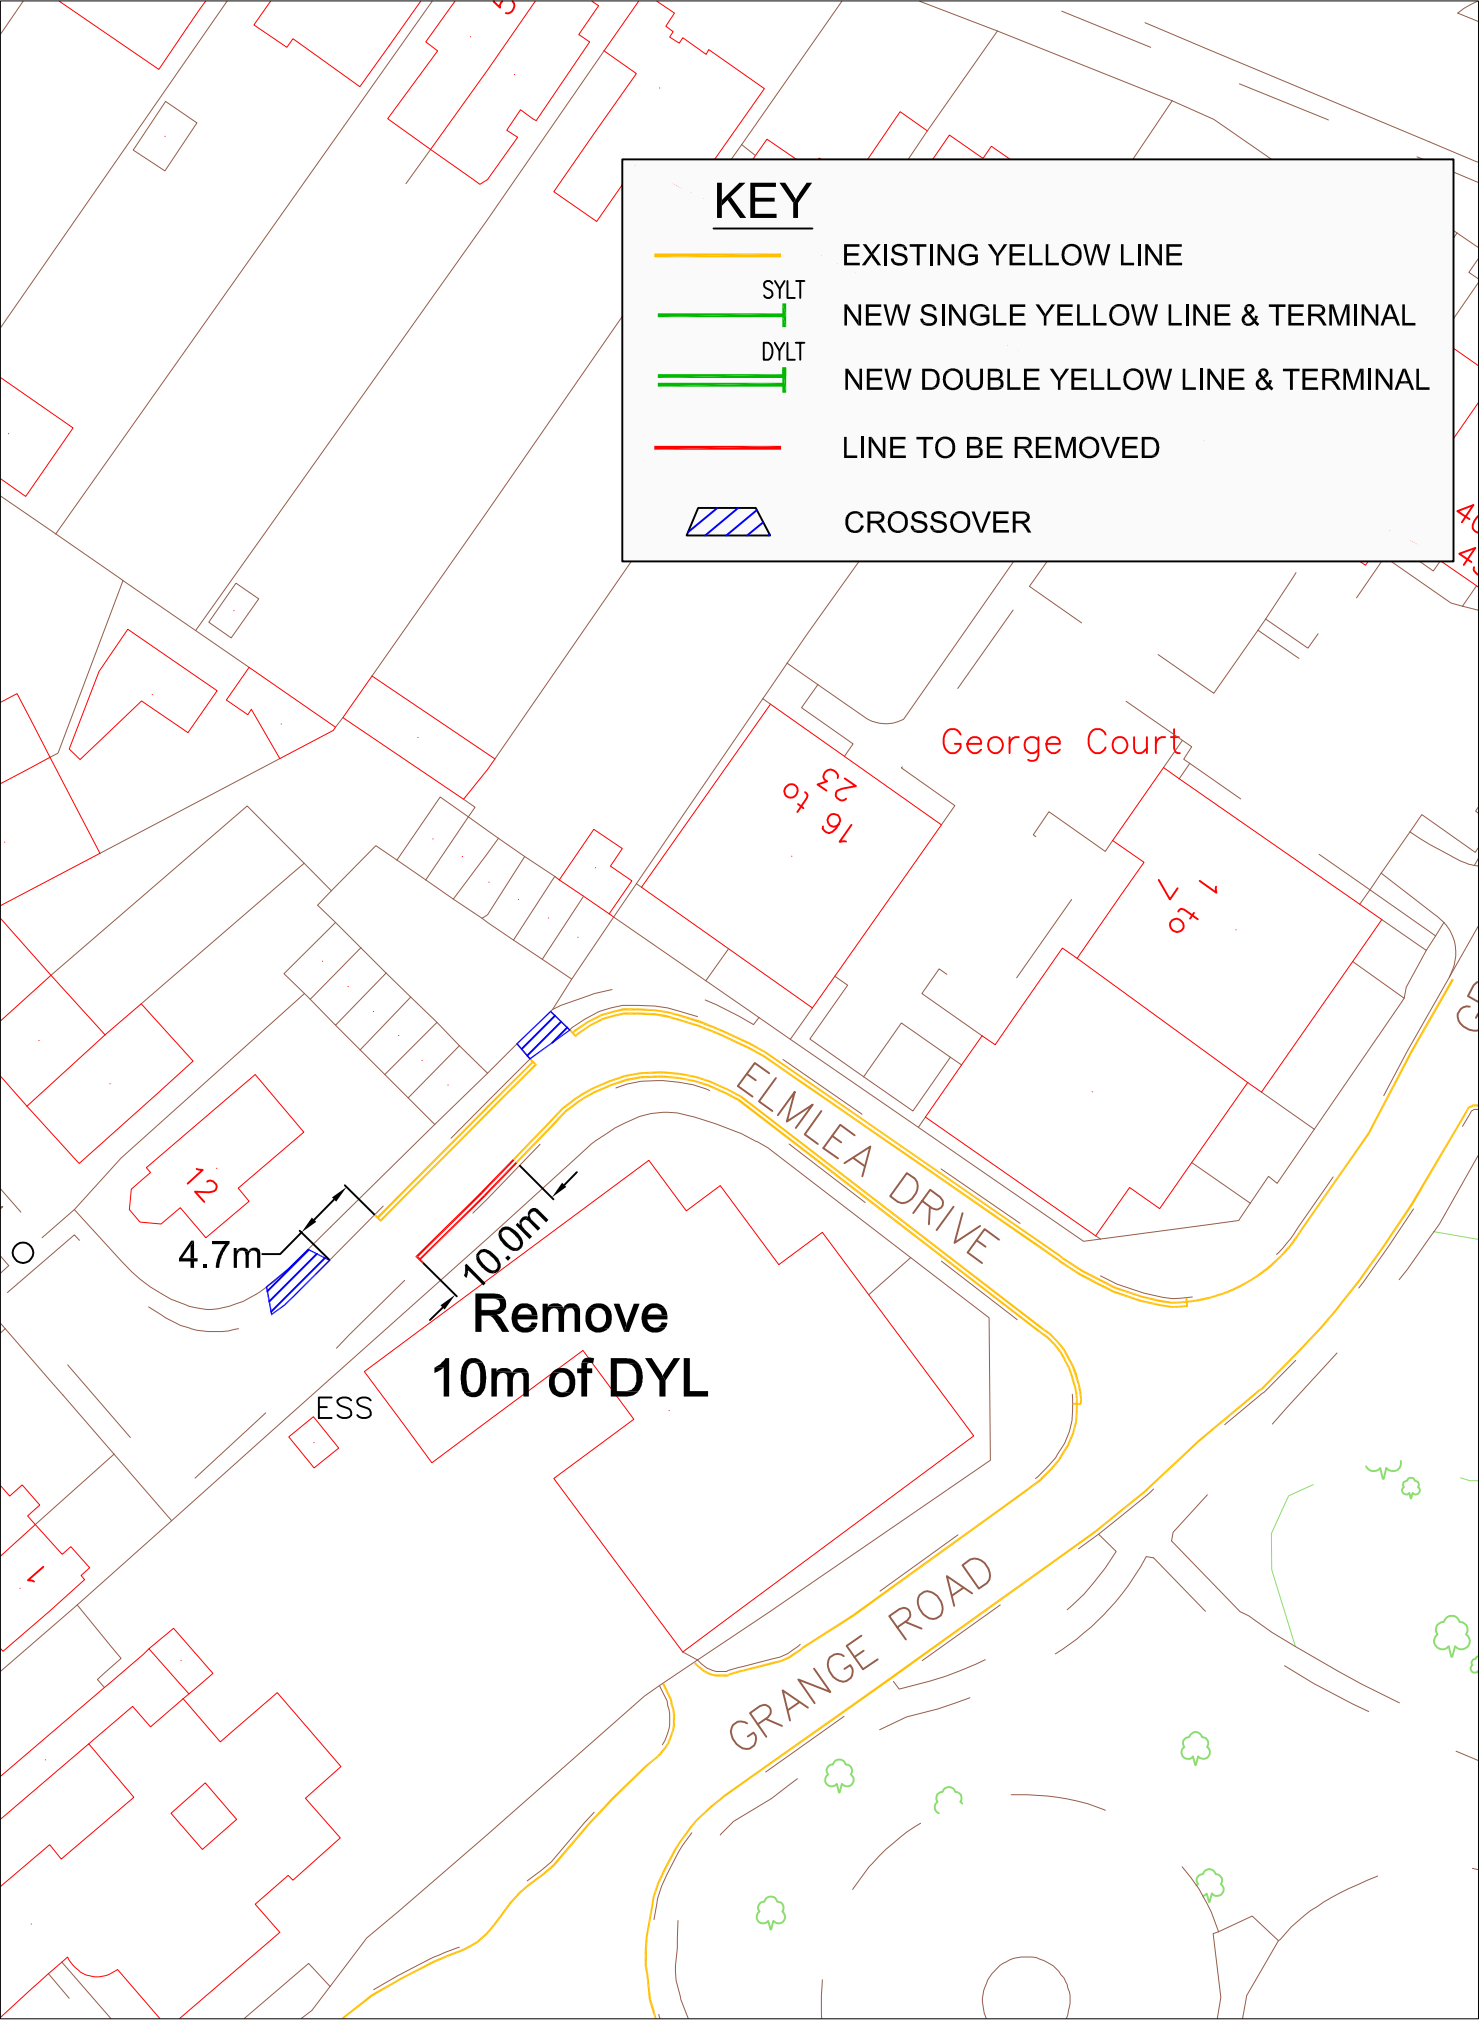 KEY
EXISTING YELLOW LINE
SYLT
NEW SINGLE YELLOW LINE & TERMINAL
DYLT
NEW DOUBLE YELLOW LINE & TERMINAL
LINE TO BE REMOVED
CROSSOVER
George Court
16 to
23
1 to
7
ELMLEA DRIVE
12
4.7m
10.0m
Remove
10m of DYL
ESS
1
GRANGE ROAD